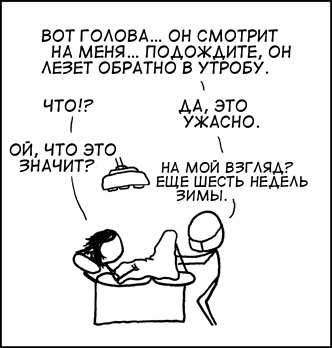 ВОТ ГОЛОВА... ОН СМОТРИТ
НА МЕНЯ... ПОДОЖДИТЕ, ОН
ЛЕЗЕТ ОБРАТНО В УТРОБУ.
ЧТО!?
ДА, ЭТО
УЖАСНО.
ОЙ, ЧТО ЭТО
ЗНАЧИТ?
НА МОЙ ВЗГЛЯД?
ЕЩЕ ШЕСТЬ НЕДЕЛЬ
ЗИМЫ.